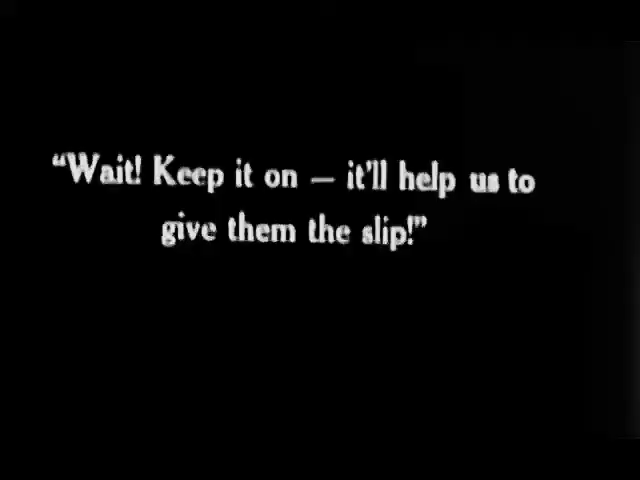 “Wait! Keep it on — it'll help us to
give them the slip!”